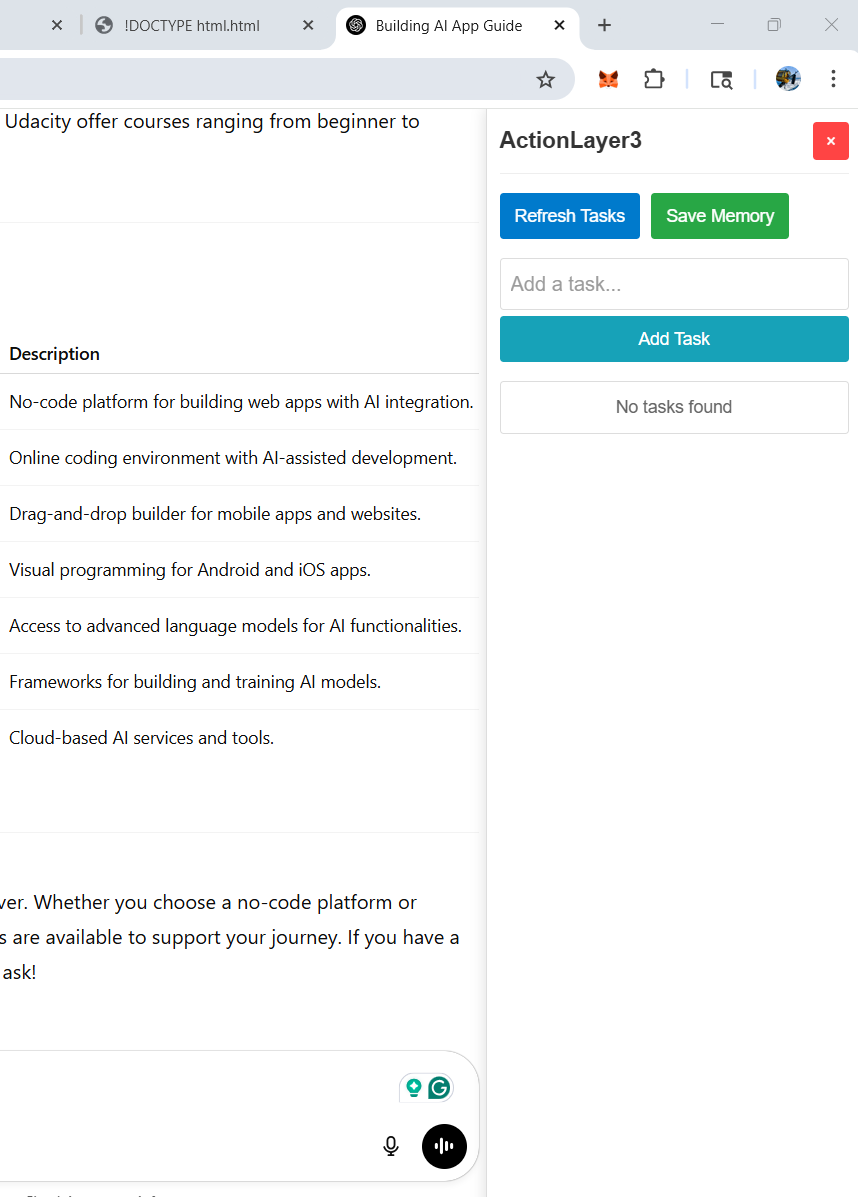 !DOCTYPE html.html
Building AI App Guide
Udacity offer courses ranging from beginner to
Description
No-code platform for building web apps with AI integration.
Online coding environment with AI-assisted development.
Drag-and-drop builder for mobile apps and websites.
Visual programming for Android and iOS apps.
Access to advanced language models for AI functionalities.
Frameworks for building and training AI models.
Cloud-based AI services and tools.
ver. Whether you choose a no-code platform or
s are available to support your journey. If you have a
ask!
ActionLayer3
×
Refresh Tasks
Save Memory
Add a task...
Add Task
No tasks found